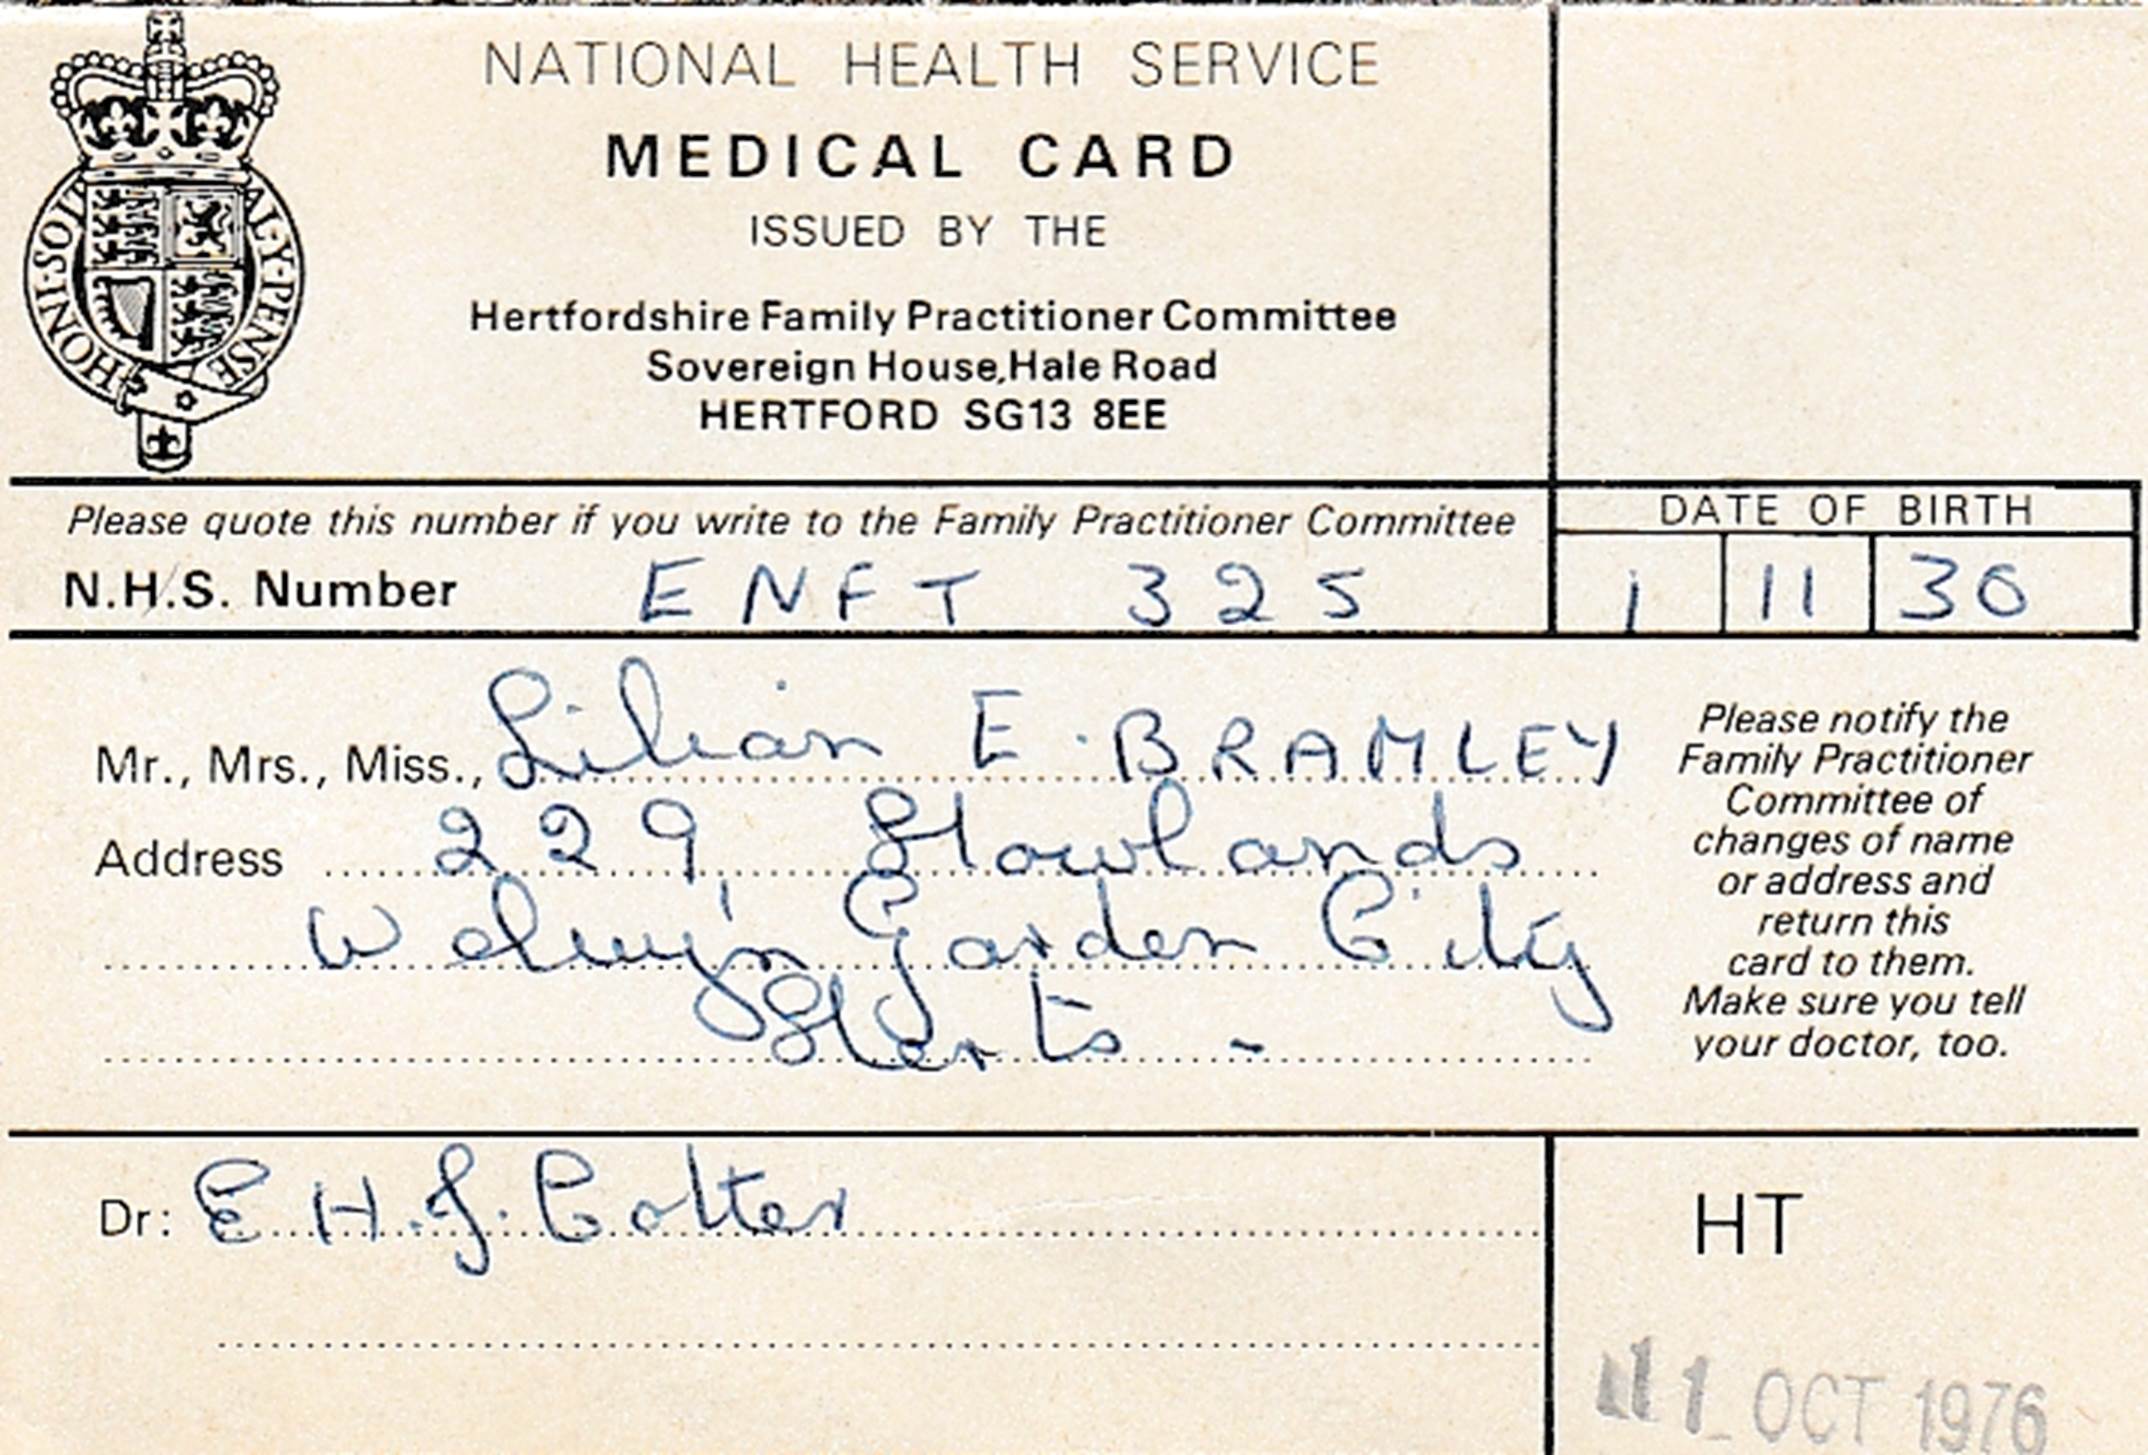 NATIONAL HEALTH SERVICE
MEDICAL CARD
ISSUED BY THE
Hertfordshire Family Practitioner Committee
Sovereign House, Hale Road
HERTFORD SG13 8EE
HONI·SOIT AL·Y·PENSE
Please quote this number if you write to the Family Practitioner Committee
N.H.S. Number ENFT 325
DATE OF BIRTH
1 11 30
Mr., Mrs., Miss., Lilian E. BRAMLEY
Address 229 Howlands
Welwyn Garden City
Herts -
Please notify the
Family Practitioner
Committee of
changes of name
or address and
return this
card to them.
Make sure you tell
your doctor, too.
Dr: E H.J. Cotter
HT
11 OCT 1976